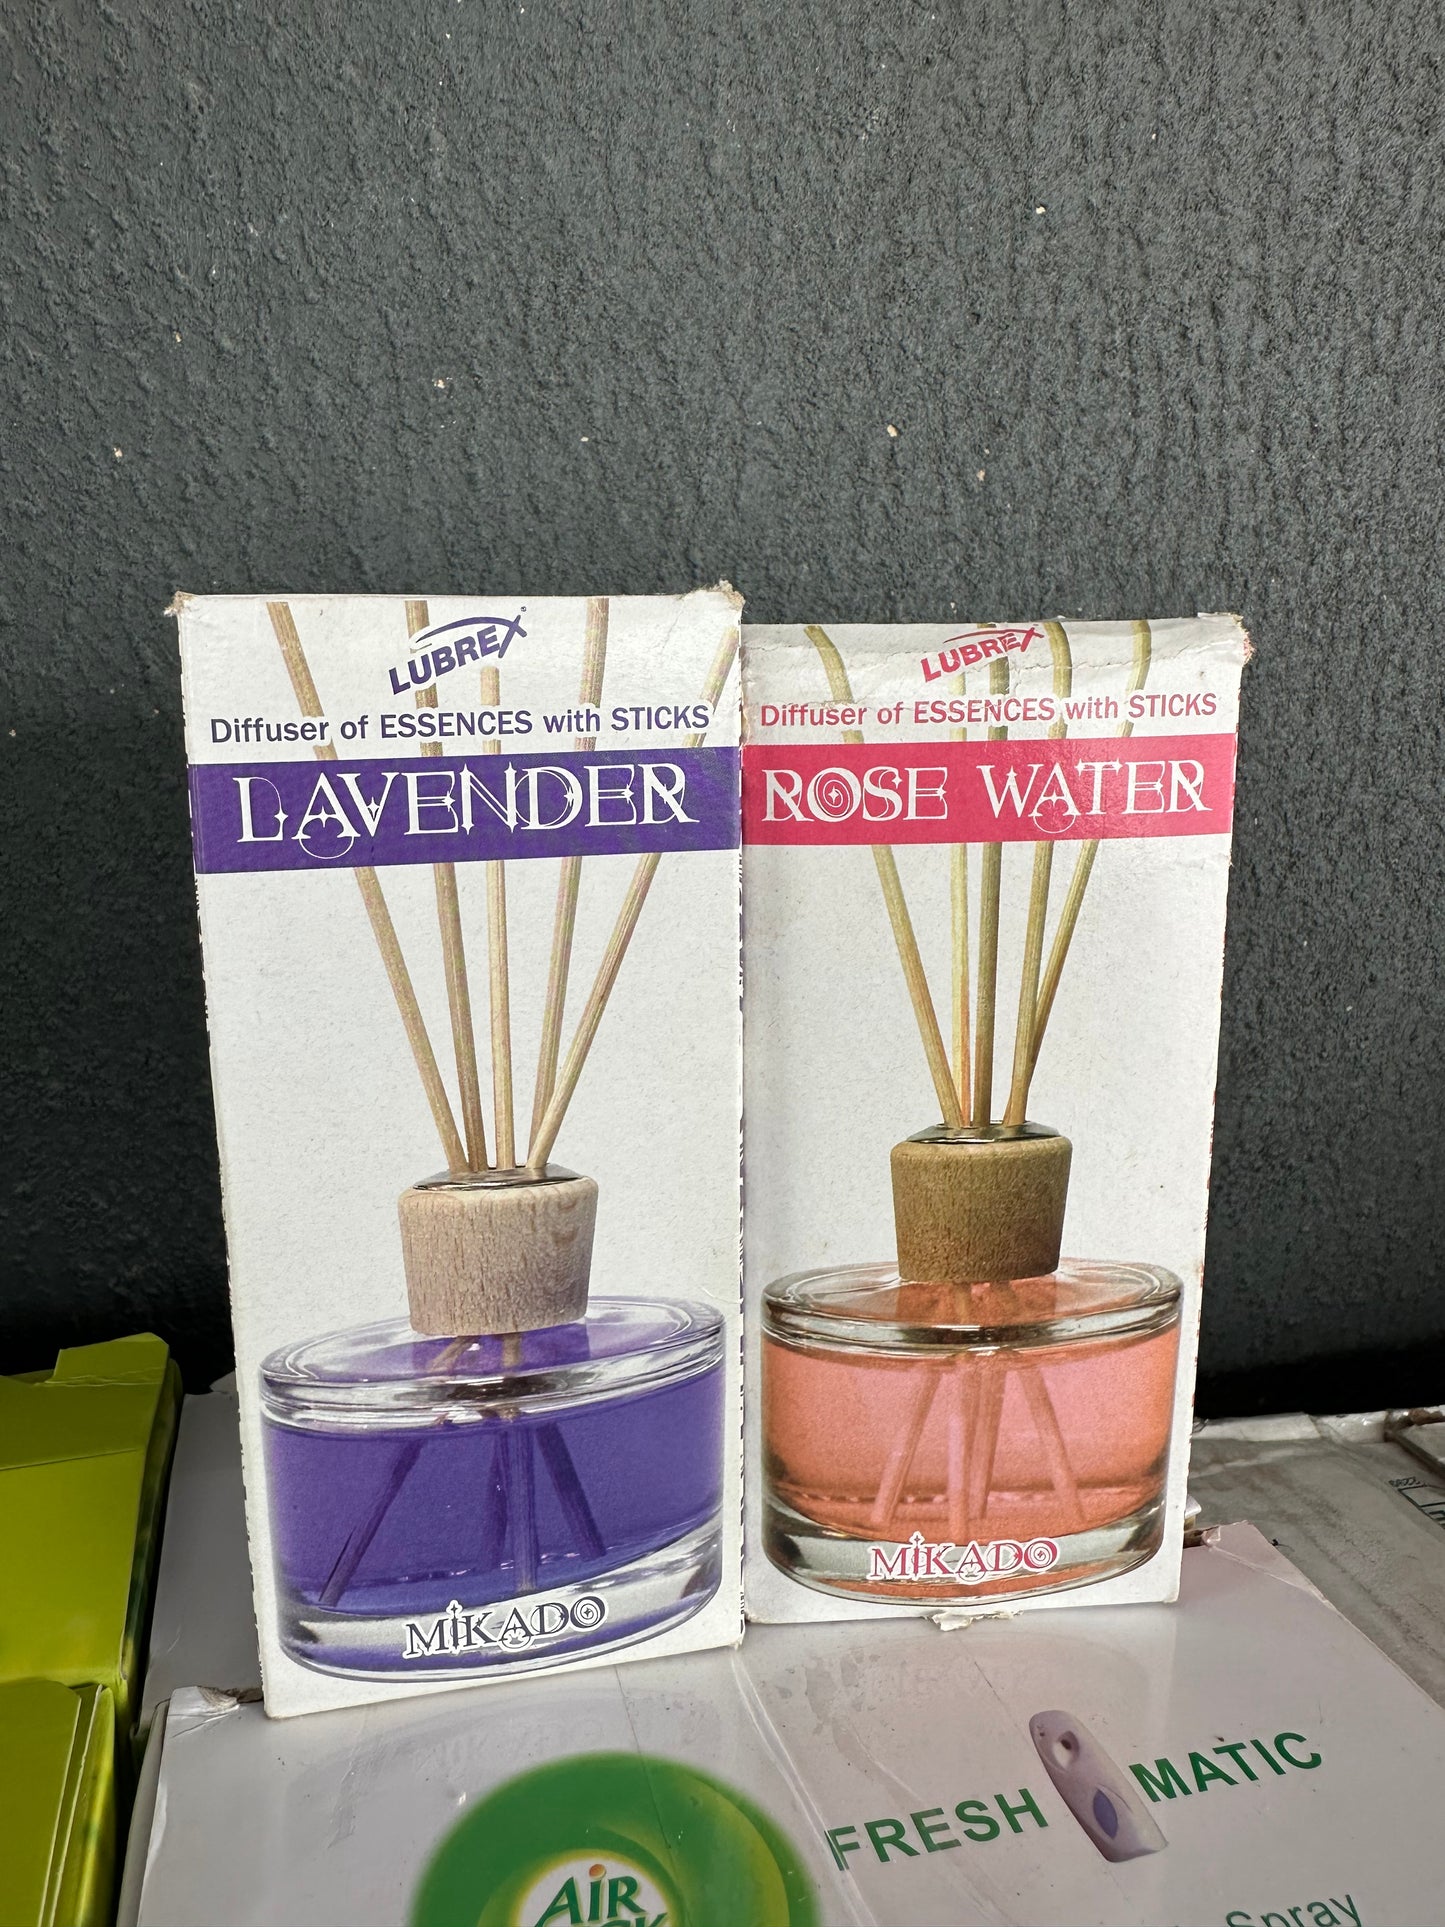 LUBREX®
Diffuser of ESSENCES with STICKS
LAVENDER
MIKADO
LUBREX
Diffuser of ESSENCES with STICKS
ROSE WATER
MIKADO
FRESH MATIC
AIR
Spray